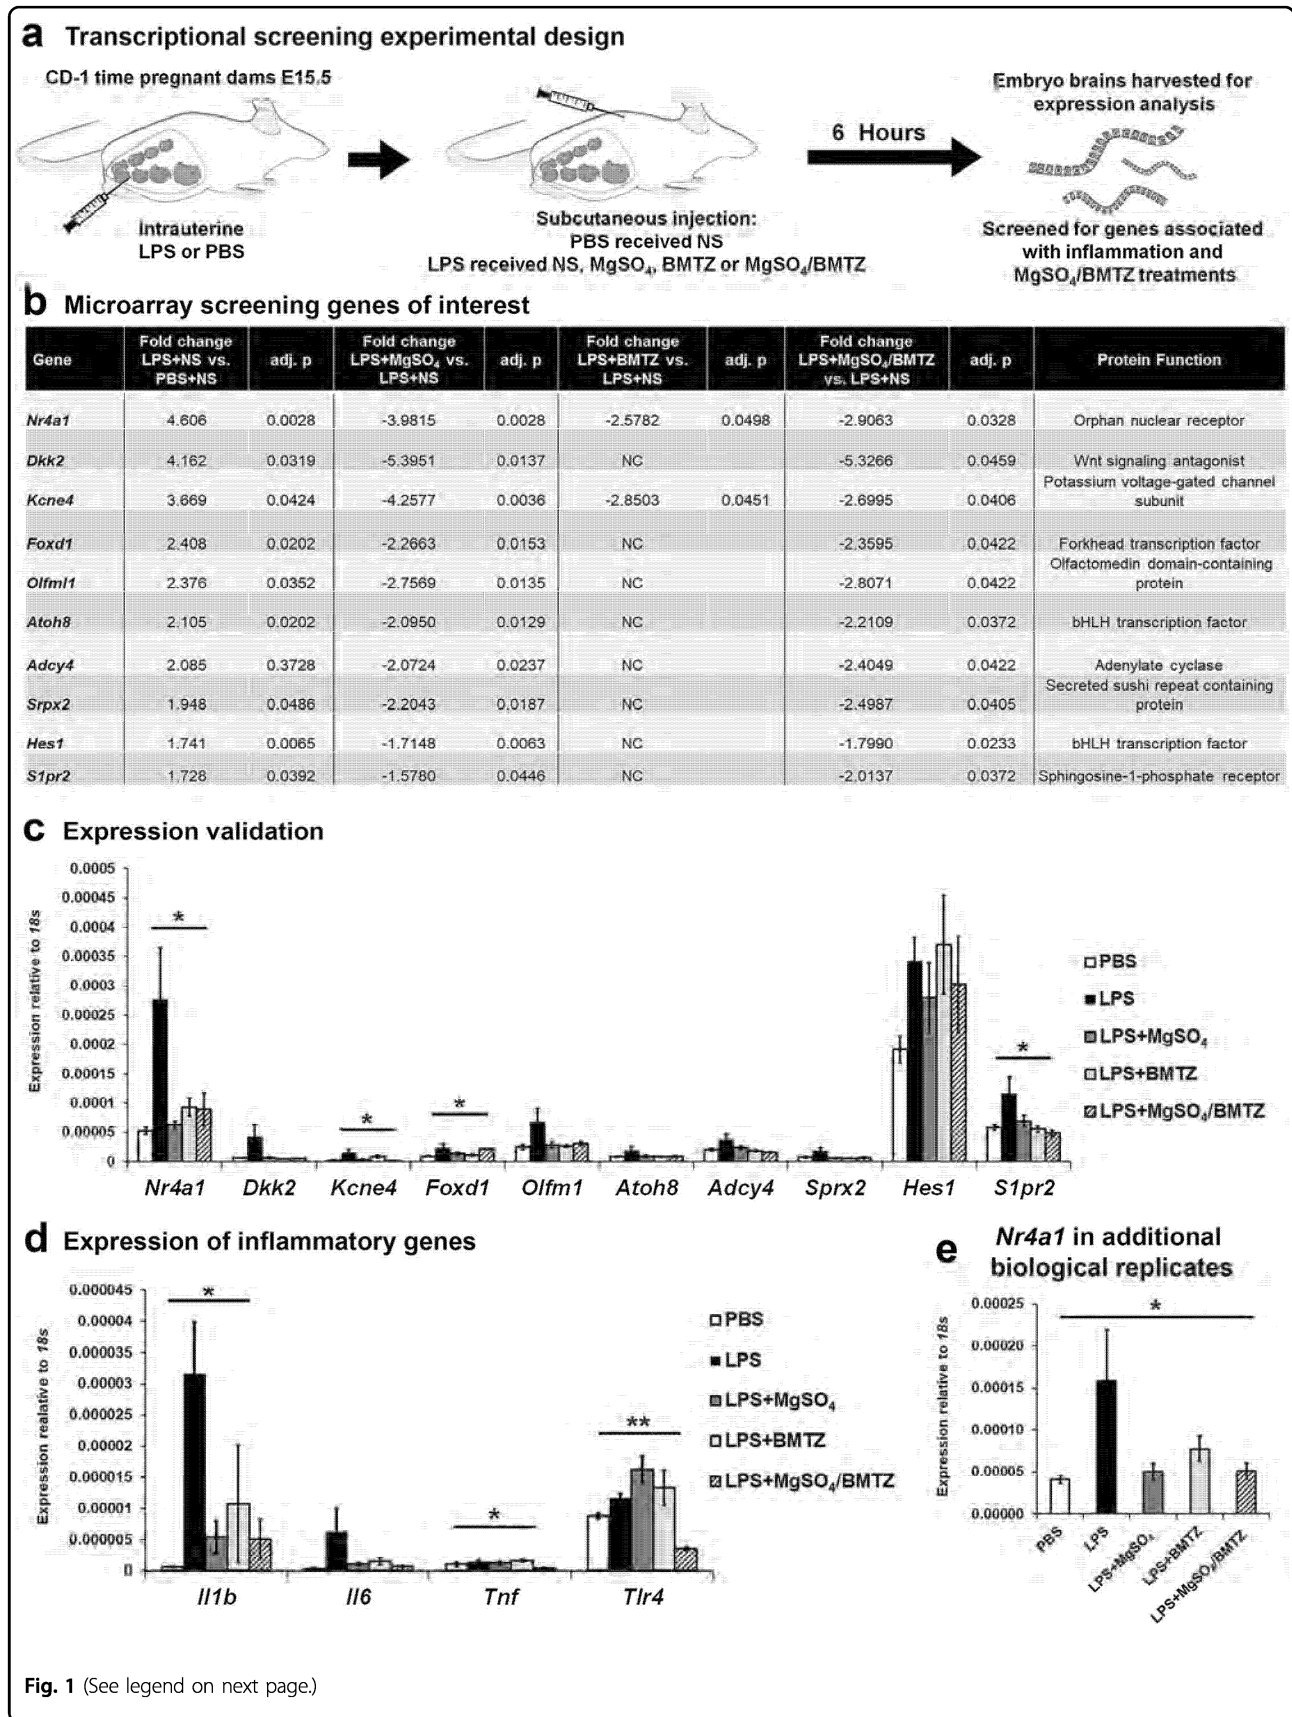 a Transcriptional screening experimental design
CD-1 time pregnant dams E15.5
Intrauterine
LPS or PBS
Subcutaneous injection:
PBS received NS
LPS received NS, MgSO4, BMTZ or MgSO4/BMTZ
6 Hours
Embryo brains harvested for
expression analysis
Screened for genes associated
with inflammation and
MgSO4/BMTZ treatments
b Microarray screening genes of interest
Gene | Fold change LPS+NS vs. PBS+NS | adj. p | Fold change LPS+MgSO4 vs. LPS+NS | adj. p | Fold change LPS+BMTZ vs. LPS+NS | adj. p | Fold change LPS+MgSO4/BMTZ vs. LPS+NS | adj. p | Protein Function
Nr4a1 4.606 0.0028 -3.9815 0.0028 -2.5782 0.0498 -2.9063 0.0328 Orphan nuclear receptor
Dkk2 4.162 0.0319 -5.3951 0.0137 NC -5.3266 0.0459 Wnt signaling antagonist
Kcne4 3.669 0.0424 -4.2577 0.0036 -2.8503 0.0451 -2.6995 0.0406 Potassium voltage-gated channel subunit
Foxd1 2.408 0.0202 -2.2663 0.0153 NC -2.3595 0.0422 Forkhead transcription factor
Olfml1 2.376 0.0352 -2.7569 0.0135 NC -2.8071 0.0422 Olfactomedin domain-containing protein
Atoh8 2.105 0.0202 -2.0950 0.0129 NC -2.2109 0.0372 bHLH transcription factor
Adcy4 2.085 0.3728 -2.0724 0.0237 NC -2.4049 0.0422 Adenylate cyclase
Srpx2 1.948 0.0486 -2.2043 0.0187 NC -2.4987 0.0405 Secreted sushi repeat containing protein
Hes1 1.741 0.0065 -1.7148 0.0063 NC -1.7990 0.0233 bHLH transcription factor
S1pr2 1.728 0.0392 -1.5780 0.0446 NC -2.0137 0.0372 Sphingosine-1-phosphate receptor
c Expression validation
Expression relative to 18s
0.0005
0.00045
0.0004
0.00035
0.0003
0.00025
0.0002
0.00015
0.0001
0.00005
0
* * * *
Nr4a1 Dkk2 Kcne4 Foxd1 Olfm1 Atoh8 Adcy4 Sprx2 Hes1 S1pr2
PBS
LPS
LPS+MgSO4
LPS+BMTZ
LPS+MgSO4/BMTZ
d Expression of inflammatory genes
Expression realative to 18s
0.000045
0.00004
0.000035
0.00003
0.000025
0.00002
0.000015
0.00001
0.000005
0
* * **
Il1b Il6 Tnf Tlr4
PBS
LPS
LPS+MgSO4
LPS+BMTZ
LPS+MgSO4/BMTZ
e Nr4a1 in additional
biological replicates
Expression relative to 18s
0.00025
0.00020
0.00015
0.00010
0.00005
0.00000
*
PBS
LPS
LPS+MgSO4
LPS+BMTZ
LPS+MgSO4/BMTZ
Fig. 1 (See legend on next page.)